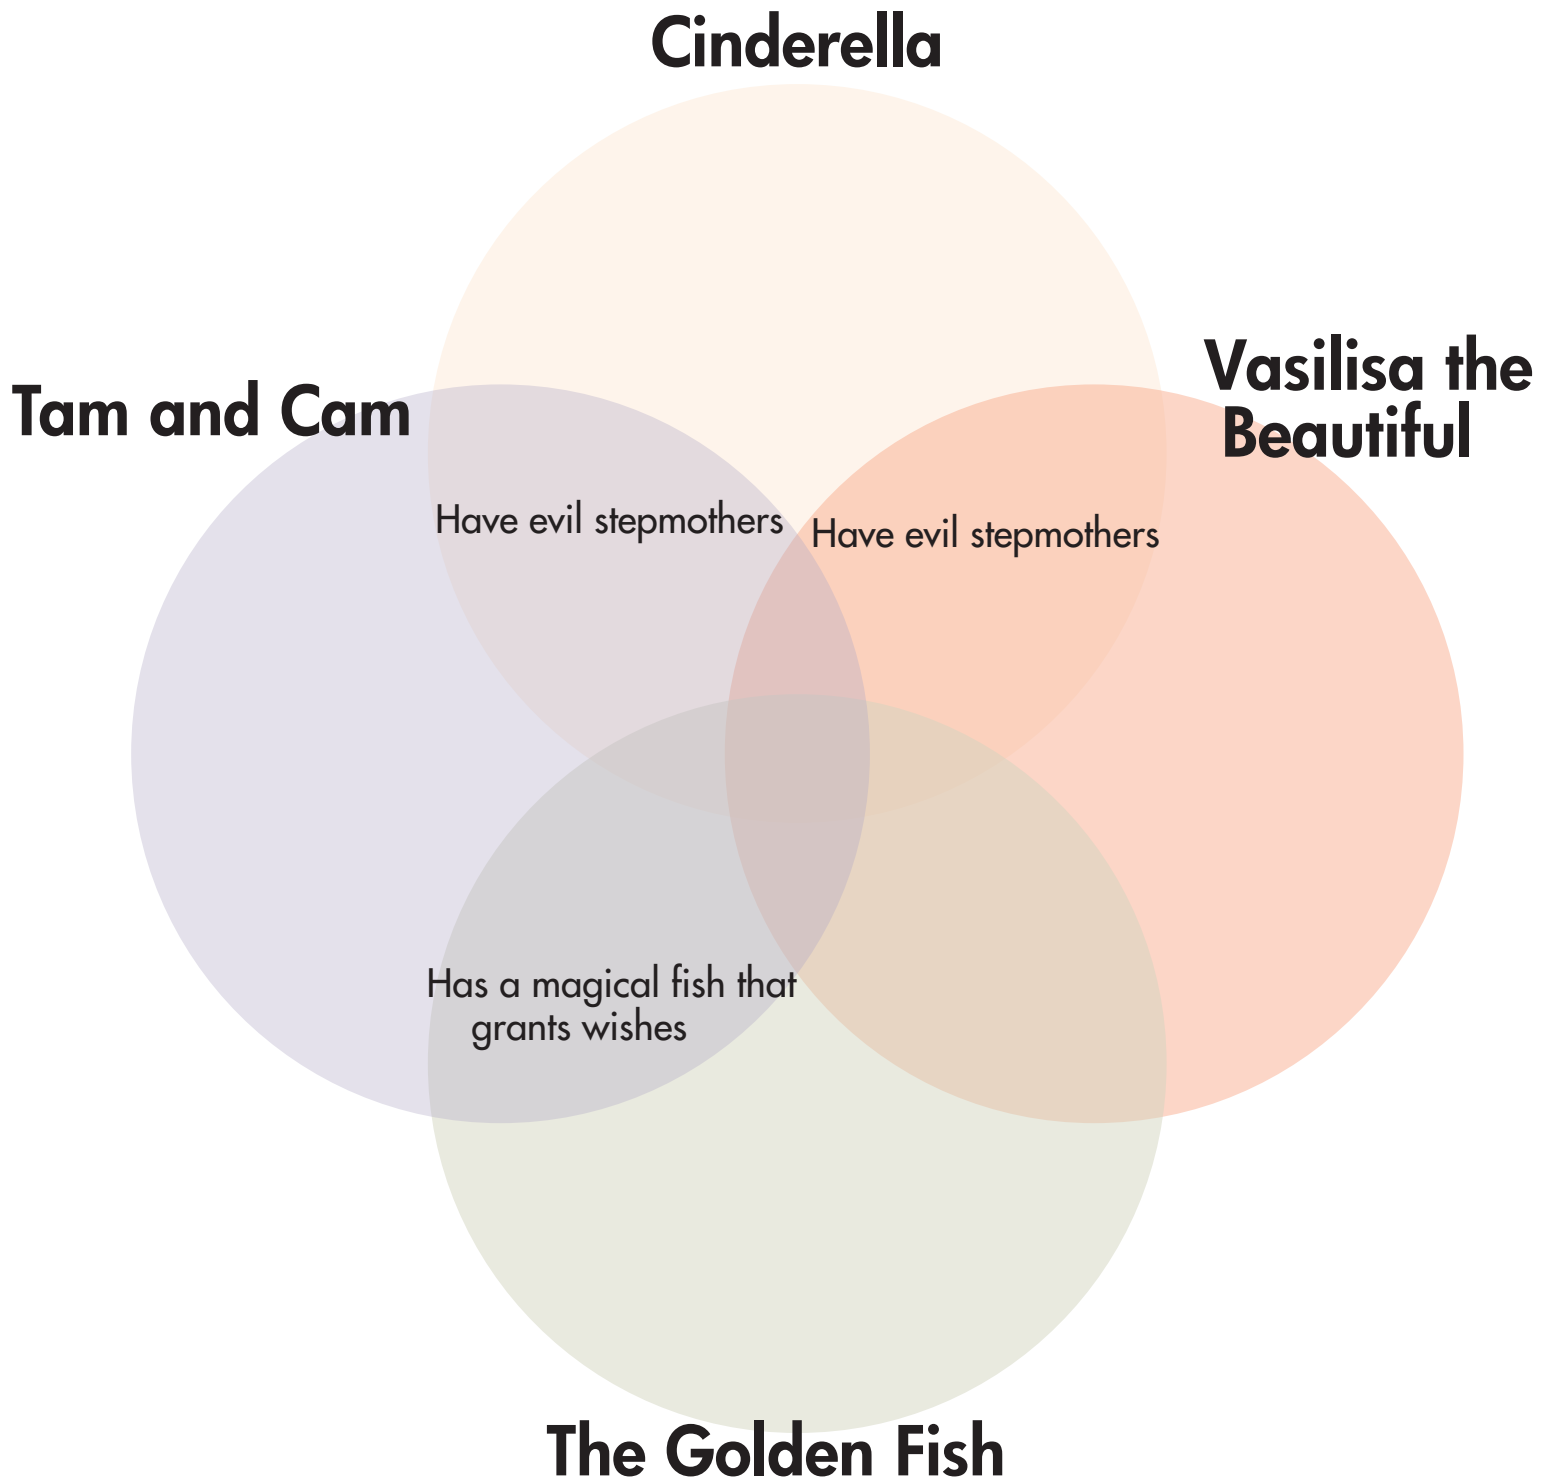 Cinderella
Vasilisa the
Beautiful
Tam and Cam
Have evil stepmothers
Have evil stepmothers
Has a magical fish that
grants wishes
The Golden Fish